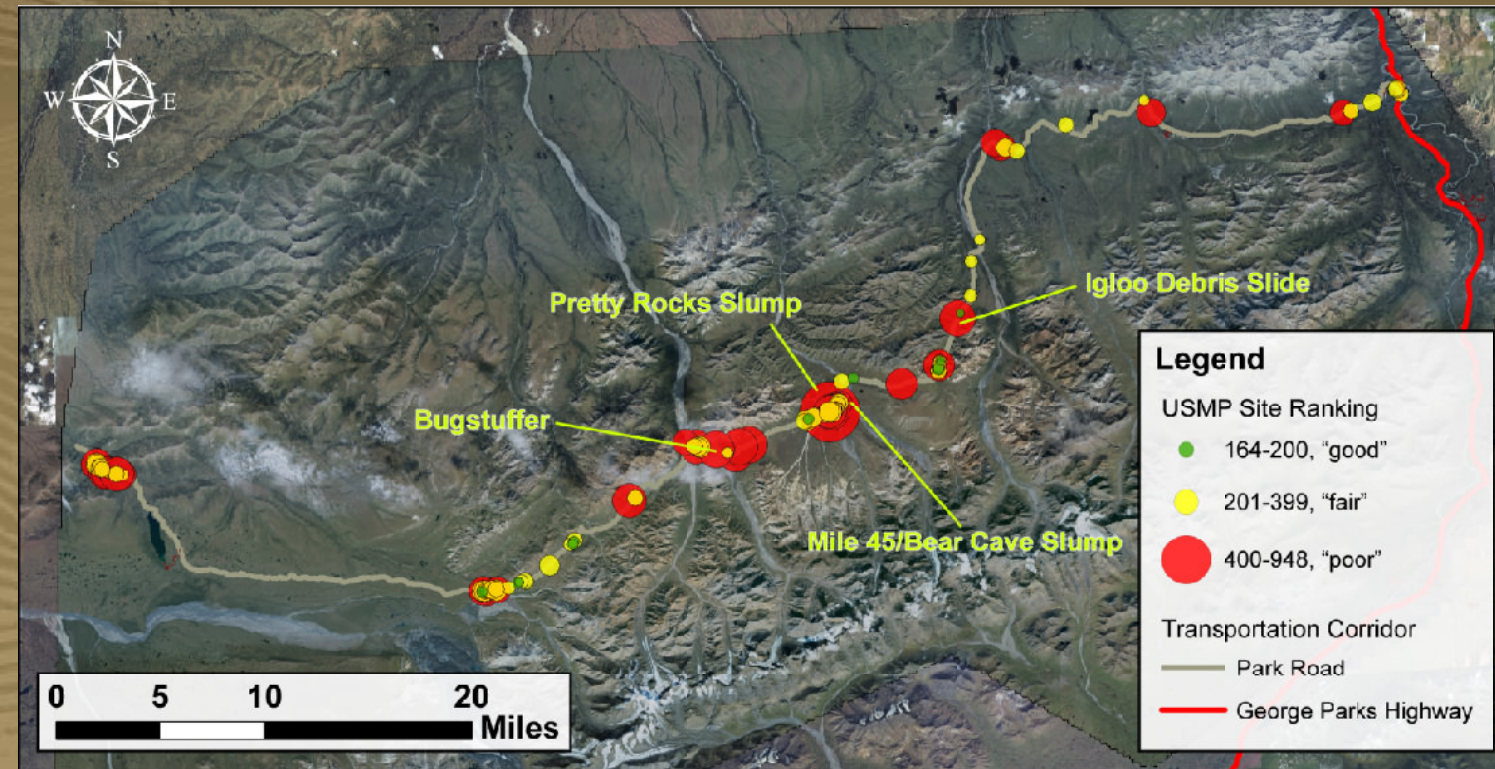 N
W
E
S
Igloo Debris Slide
Pretty Rocks Slump
Bugstuffer
Mile 45/Bear Cave Slump
Legend
USMP Site Ranking
164-200, "good"
201-399, "fair"
400-948, "poor"
Transportation Corridor
Park Road
George Parks Highway
0 5 10 20
Miles